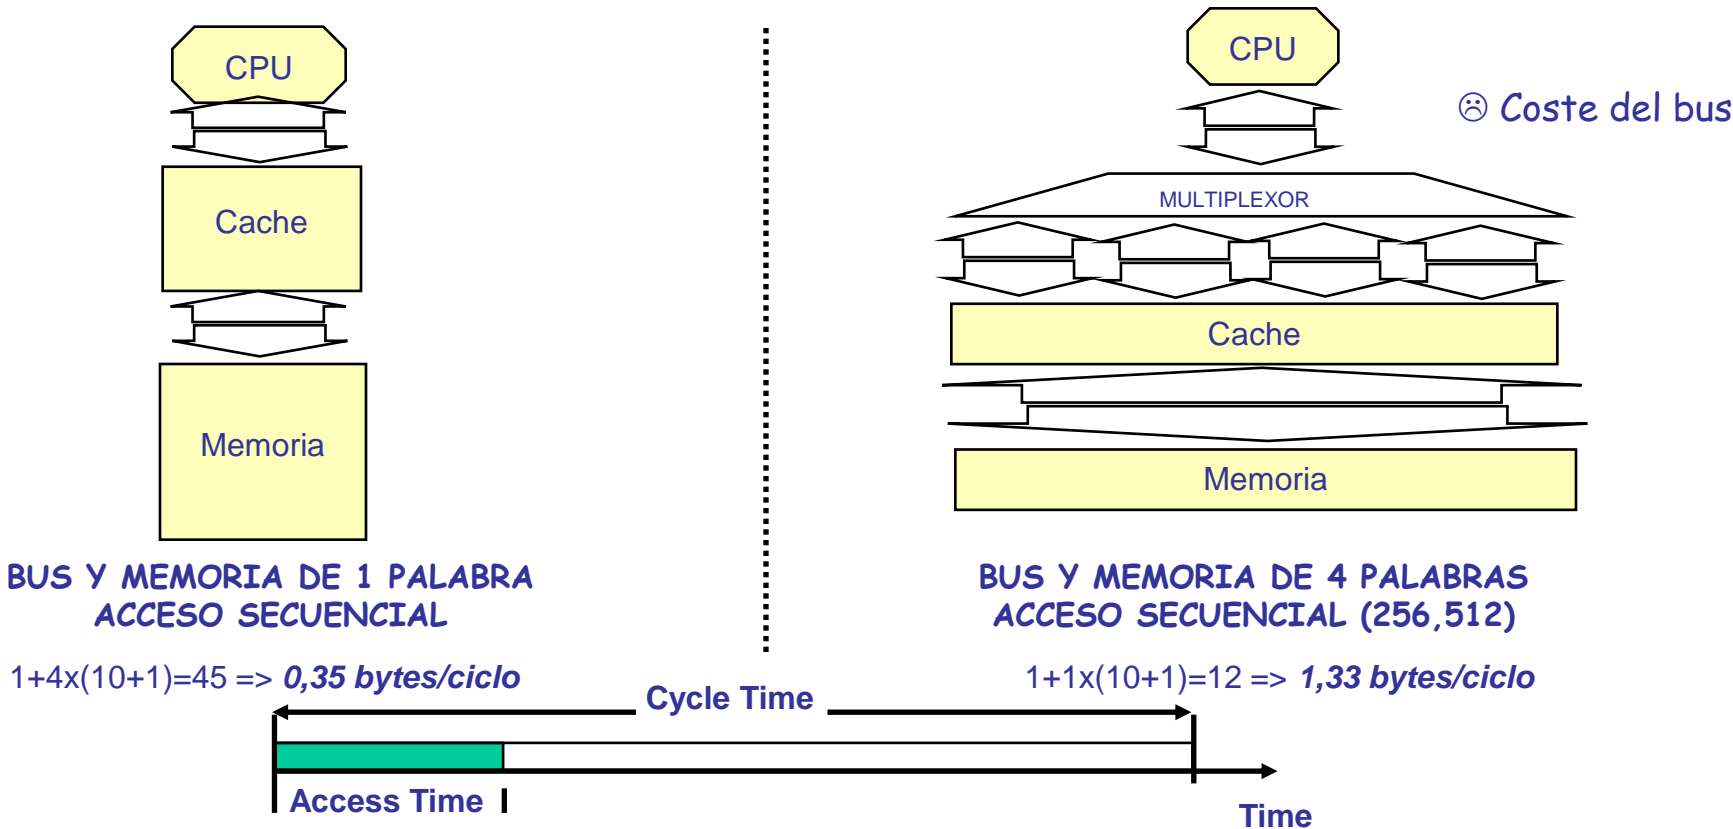 CPU
Cache
Memoria
BUS Y MEMORIA DE 1 PALABRA
ACCESO SECUENCIAL
1+4x(10+1)=45 => 0,35 bytes/ciclo
CPU
☹ Coste del bus
MULTIPLEXOR
Cache
Memoria
BUS Y MEMORIA DE 4 PALABRAS
ACCESO SECUENCIAL (256,512)
1+1x(10+1)=12 => 1,33 bytes/ciclo
Cycle Time
Access Time
Time